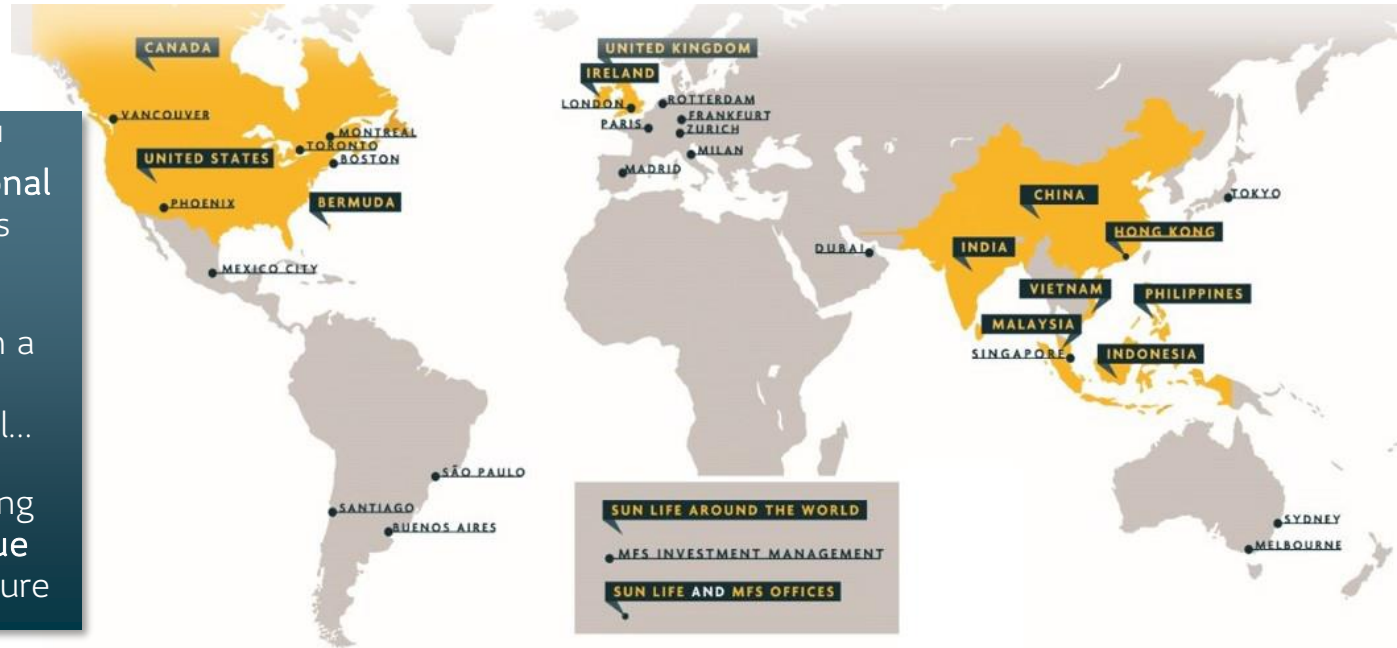 onal
s
n a
l...
ng
ue
ure
CANADA
VANCOUVER
MONTREAL
TORONTO
UNITED STATES
BOSTON
PHOENIX
BERMUDA
MEXICO CITY
UNITED KINGDOM
IRELAND
LONDON
ROTTERDAM
FRANKFURT
PARIS
ZURICH
MILAN
MADRID
DUBAI
CHINA
TOKYO
HONG KONG
INDIA
VIETNAM
PHILIPPINES
MALAYSIA
SINGAPORE
INDONESIA
SÃO PAULO
SANTIAGO
BUENOS AIRES
SYDNEY
MELBOURNE
SUN LIFE AROUND THE WORLD
MFS INVESTMENT MANAGEMENT
SUN LIFE AND MFS OFFICES